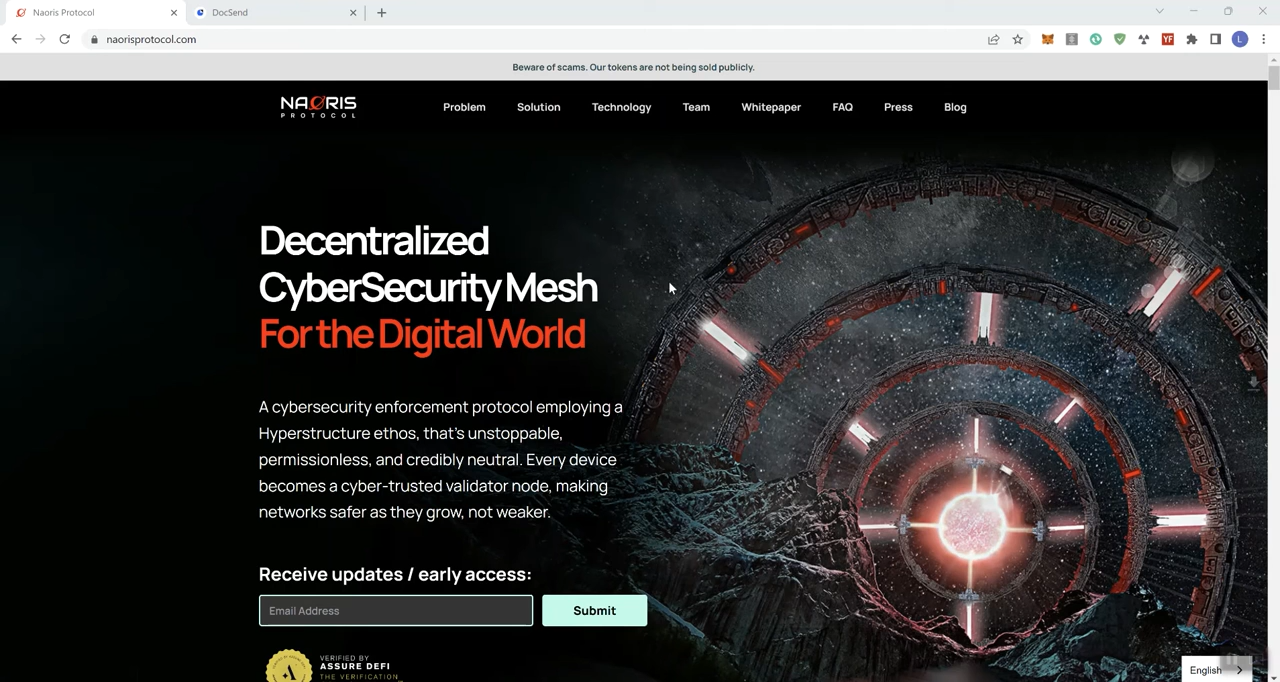 Naoris Protocol
DocSend
naorisprotocol.com
YF
L
Beware of scams. Our tokens are not being sold publicly.
NAORIS
PROTOCOL
Problem
Solution
Technology
Team
Whitepaper
FAQ
Press
Blog
Decentralized
CyberSecurity Mesh
For the Digital World
A cybersecurity enforcement protocol employing a
Hyperstructure ethos, that's unstoppable,
permissionless, and credibly neutral. Every device
becomes a cyber-trusted validator node, making
networks safer as they grow, not weaker.
Receive updates / early access:
Email Address
Submit
VERIFIED BY
ASSURE DEFI
THE VERIFICATION
English